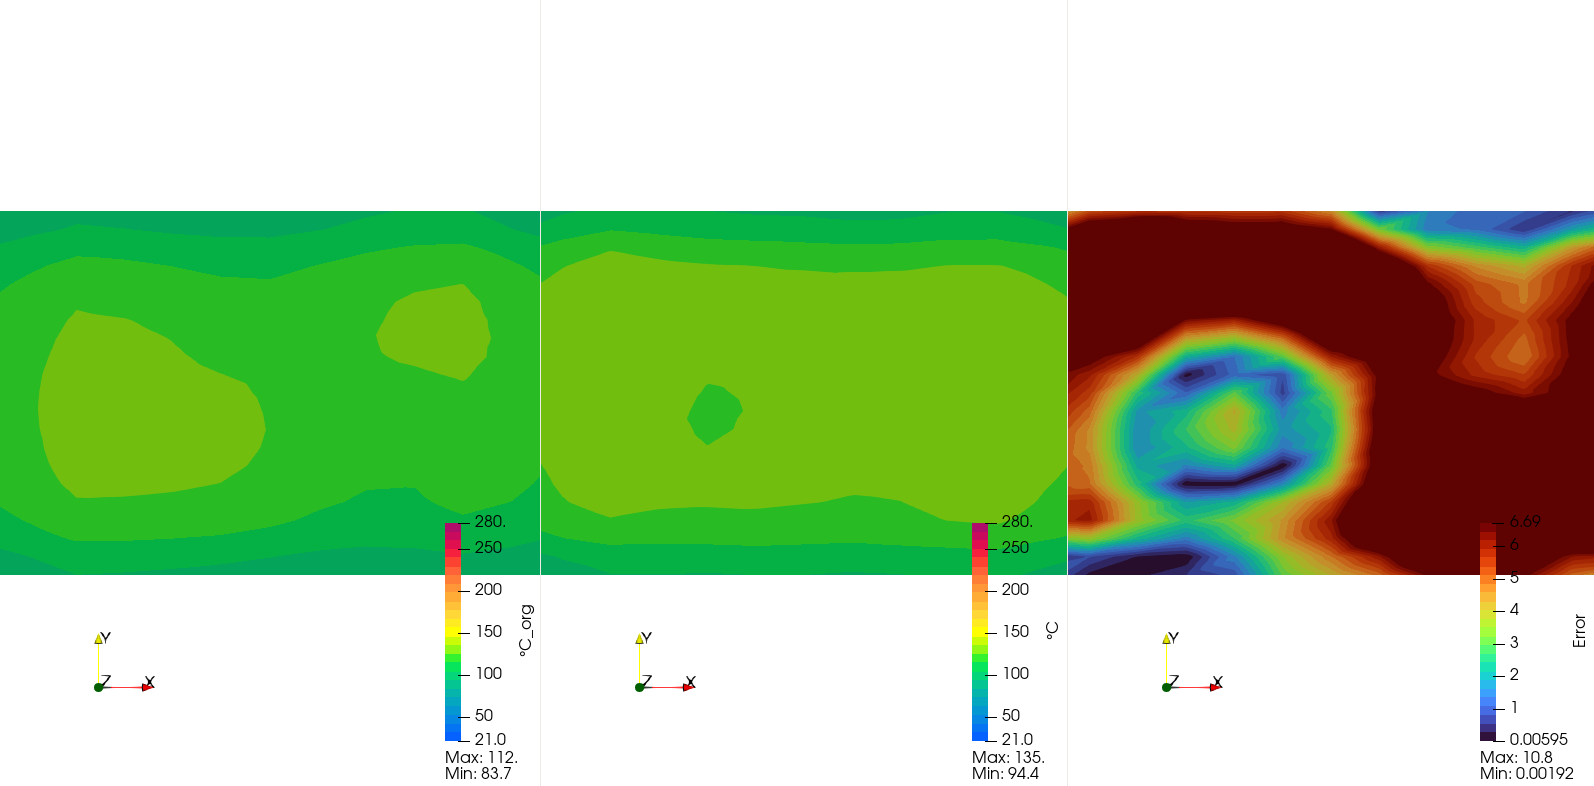 280.
250
200
150
100
50
21.0
°C_org
Max: 112.
Min: 83.7
Y
Z
X
280.
250
200
150
100
50
21.0
°C
Max: 135.
Min: 94.4
Y
Z
X
6.69
6
5
4
3
2
1
0.00595
Error
Max: 10.8
Min: 0.00192
Y
Z
X